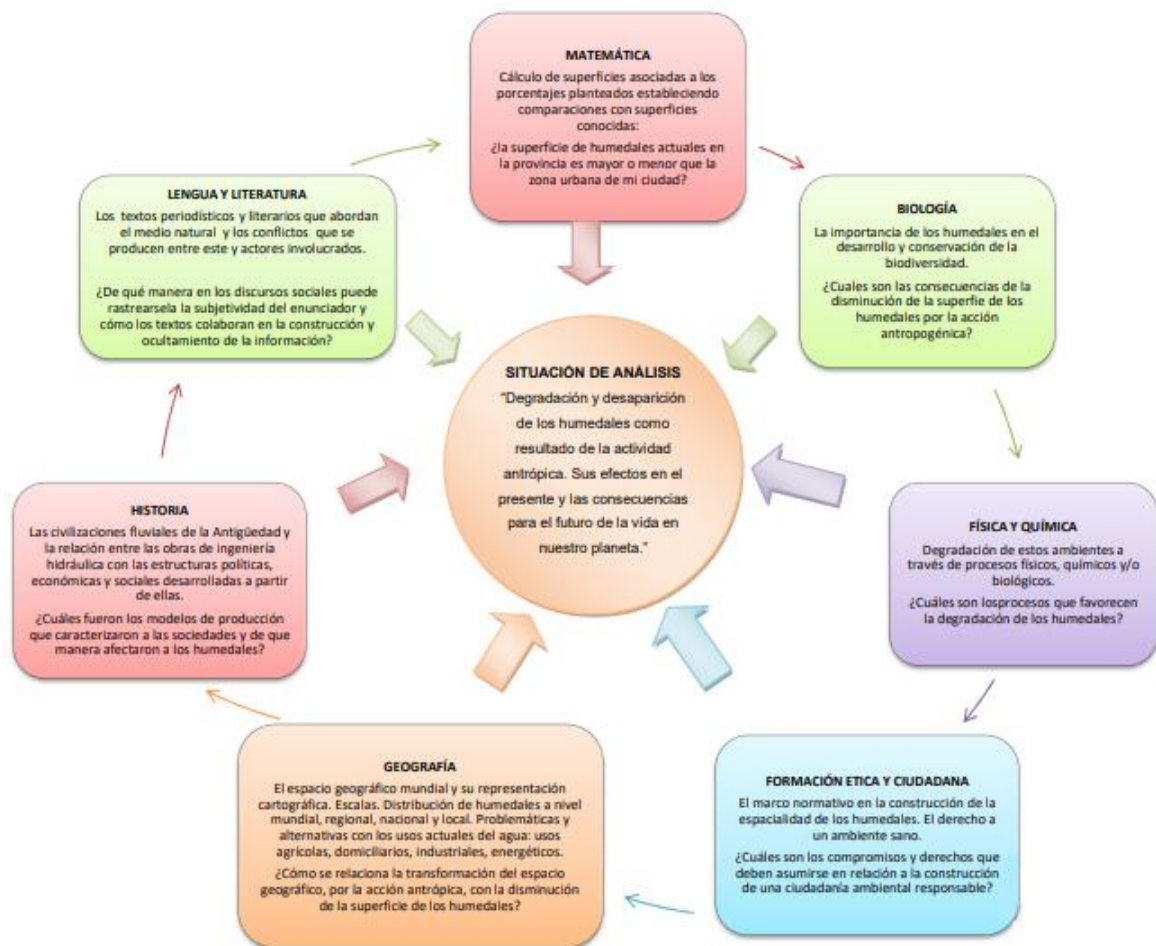 MATEMÁTICA
Cálculo de superficies asociadas a los
porcentajes planteados estableciendo
comparaciones con superficies
conocidas:
¿la superficie de humedales actuales en
la provincia es mayor o menor que la
zona urbana de mi ciudad?
BIOLOGÍA
La importancia de los humedales en el
desarrollo y conservación de la
biodiversidad.
¿Cuales son las consecuencias de la
disminución de la superfie de los
humedales por la acción
antropogénica?
FÍSICA Y QUÍMICA
Degradación de estos ambientes a
través de procesos físicos, químicos y/o
biológicos.
¿Cuáles son losprocesos que favorecen
la degradación de los humedales?
FORMACIÓN ETICA Y CIUDADANA
El marco normativo en la construcción de la
espacialidad de los humedales. El derecho a
un ambiente sano.
¿Cuáles son los compromisos y derechos que
deben asumirse en relación a la construcción
de una ciudadanía ambiental responsable?
GEOGRAFÍA
El espacio geográfico mundial y su representación
cartográfica. Escalas. Distribución de humedales a nivel
mundial, regional, nacional y local. Problemáticas y
alternativas con los usos actuales del agua: usos
agrícolas, domiciliarios, industriales, energéticos.
¿Cómo se relaciona la transformación del espacio
geográfico, por la acción antrópica, con la disminución
de la superficie de los humedales?
HISTORIA
Las civilizaciones fluviales de la Antigüedad y
la relación entre las obras de ingeniería
hidráulica con las estructuras políticas,
económicas y sociales desarrolladas a partir
de ellas.
¿Cuáles fueron los modelos de producción
que caracterizaron a las sociedades y de que
manera afectaron a los humedales?
LENGUA Y LITERATURA
Los textos periodísticos y literarios que abordan
el medio natural y los conflictos que se
producen entre este y actores involucrados.
¿De qué manera en los discursos sociales puede
rastrearsela la subjetividad del enunciador y
cómo los textos colaboran en la construcción y
ocultamiento de la información?
SITUACIÓN DE ANÁLISIS
"Degradación y desaparición
de los humedales como
resultado de la actividad
antrópica. Sus efectos en el
presente y las consecuencias
para el futuro de la vida en
nuestro planeta."